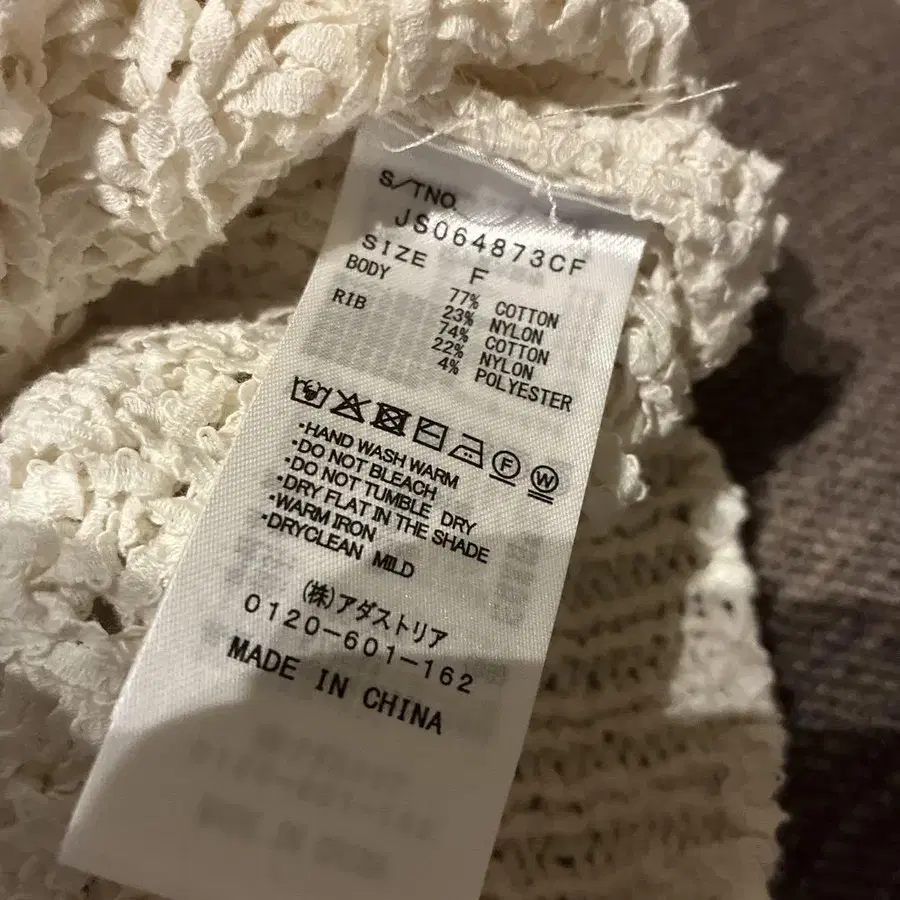 S/TNO.
JS064873CF
SIZE F
BODY 77% COTTON
23% NYLON
RIB 74% COTTON
22% NYLON
4% POLYESTER
F W
・HAND WASH WARM
・DO NOT BLEACH
・DO NOT TUMBLE DRY
・DRY FLAT IN THE SHADE
・WARM IRON
・DRYCLEAN MILD
(株)アダストリア
0120-601-162
MADE IN CHINA